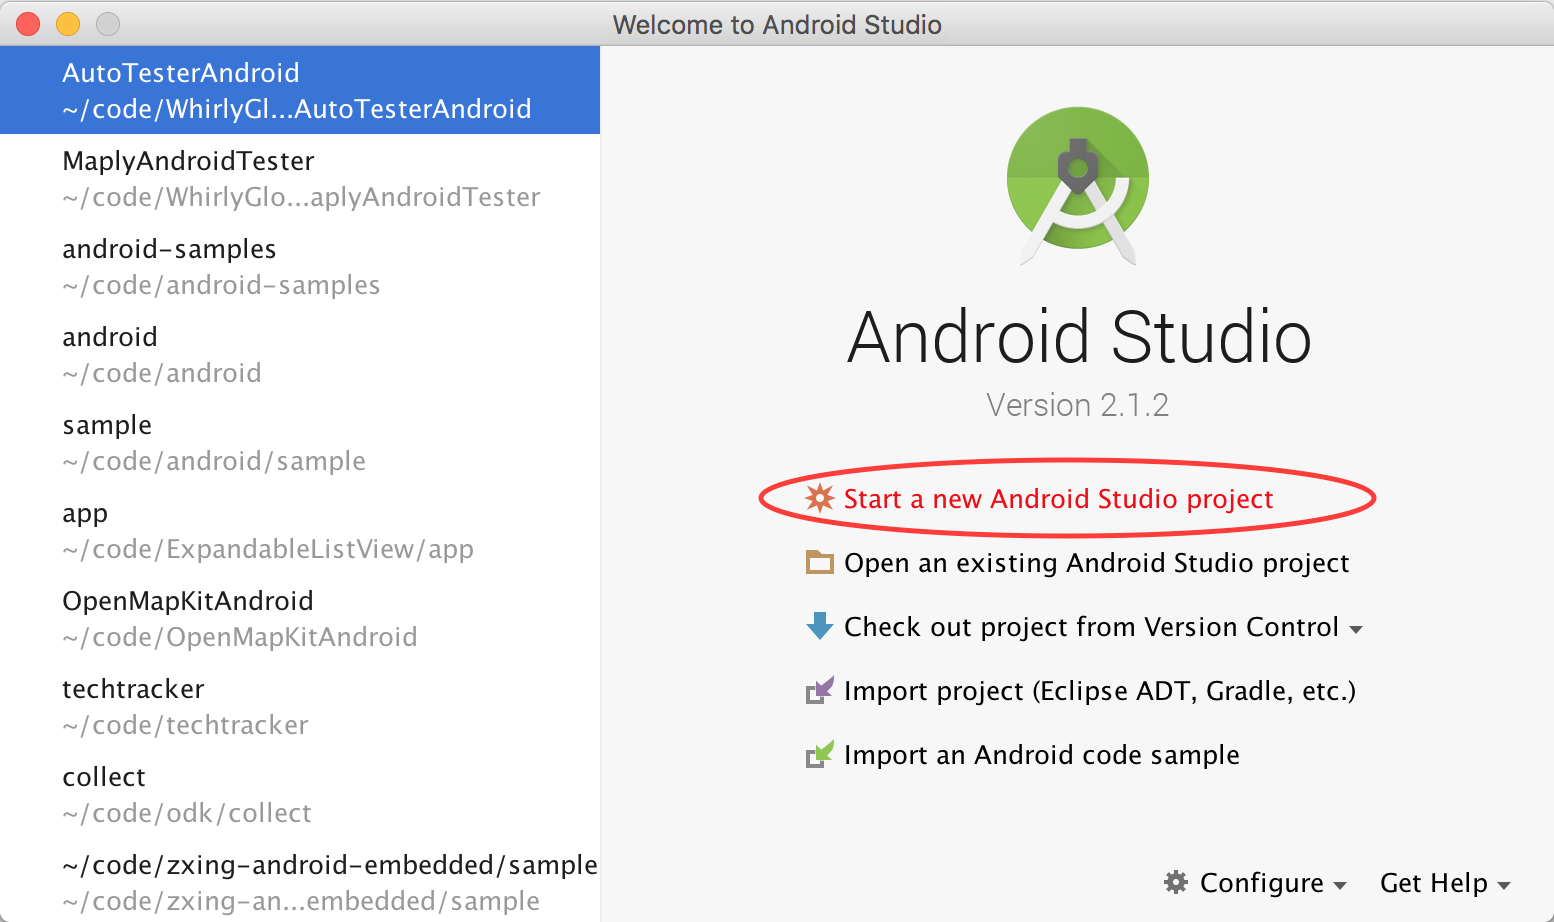 Welcome to Android Studio
AutoTesterAndroid
~/code/WhirlyGl...AutoTesterAndroid
MaplyAndroidTester
~/code/WhirlyGlo...aplyAndroidTester
android-samples
~/code/android-samples
android
~/code/android
sample
~/code/android/sample
app
~/code/ExpandableListView/app
OpenMapKitAndroid
~/code/OpenMapKitAndroid
techtracker
~/code/techtracker
collect
~/code/odk/collect
~/code/zxing-android-embedded/sample
~/code/zxing-an...embedded/sample
Android Studio
Version 2.1.2
Start a new Android Studio project
Open an existing Android Studio project
Check out project from Version Control
Import project (Eclipse ADT, Gradle, etc.)
Import an Android code sample
Configure
Get Help